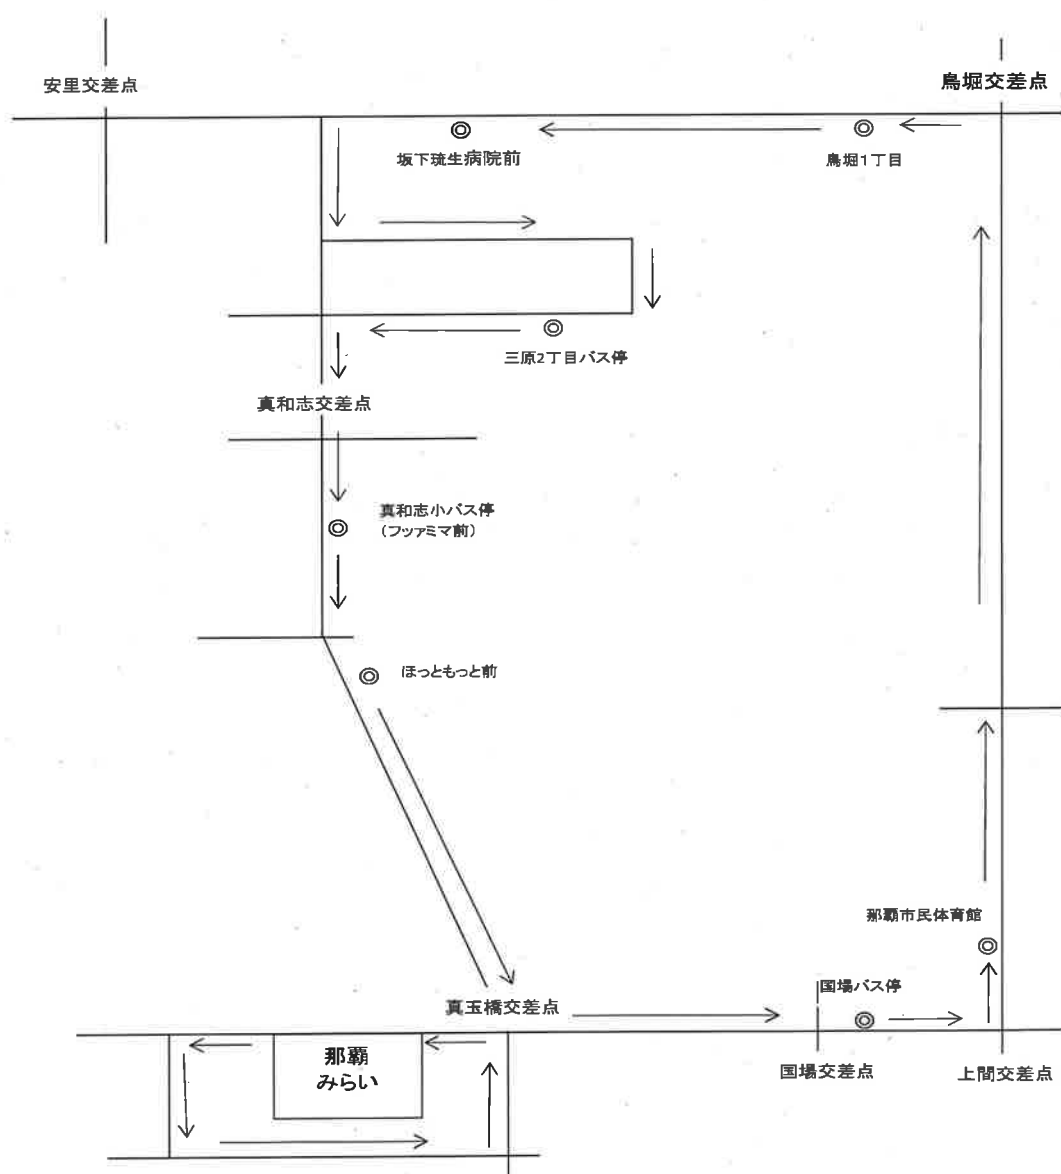 安里交差点
鳥堀交差点
坂下琉生病院前
鳥堀1丁目
三原2丁目バス停
真和志交差点
真和志小バス停
(フッァミマ前)
ほっともっと前
那覇市民体育館
国場バス停
真玉橋交差点
那覇
みらい
国場交差点
上間交差点